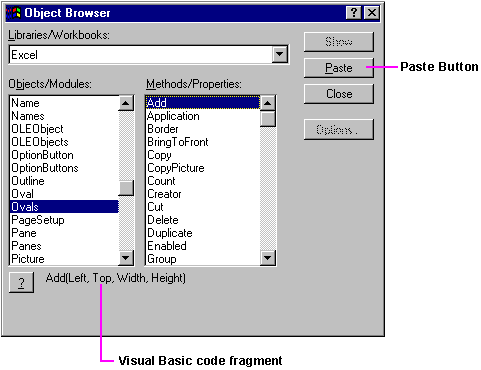 Object Browser
Libraries/Workbooks:
Excel
Show
Paste
Close
Options...
Paste Button
Objects/Modules:
Name
Names
OLEObject
OLEObjects
OptionButton
OptionButtons
Outline
Oval
Ovals
PageSetup
Pane
Panes
Picture
Methods/Properties:
Add
Application
Border
BringToFront
Copy
CopyPicture
Count
Creator
Cut
Delete
Duplicate
Enabled
Group
? Add(Left, Top, Width, Height)
Visual Basic code fragment